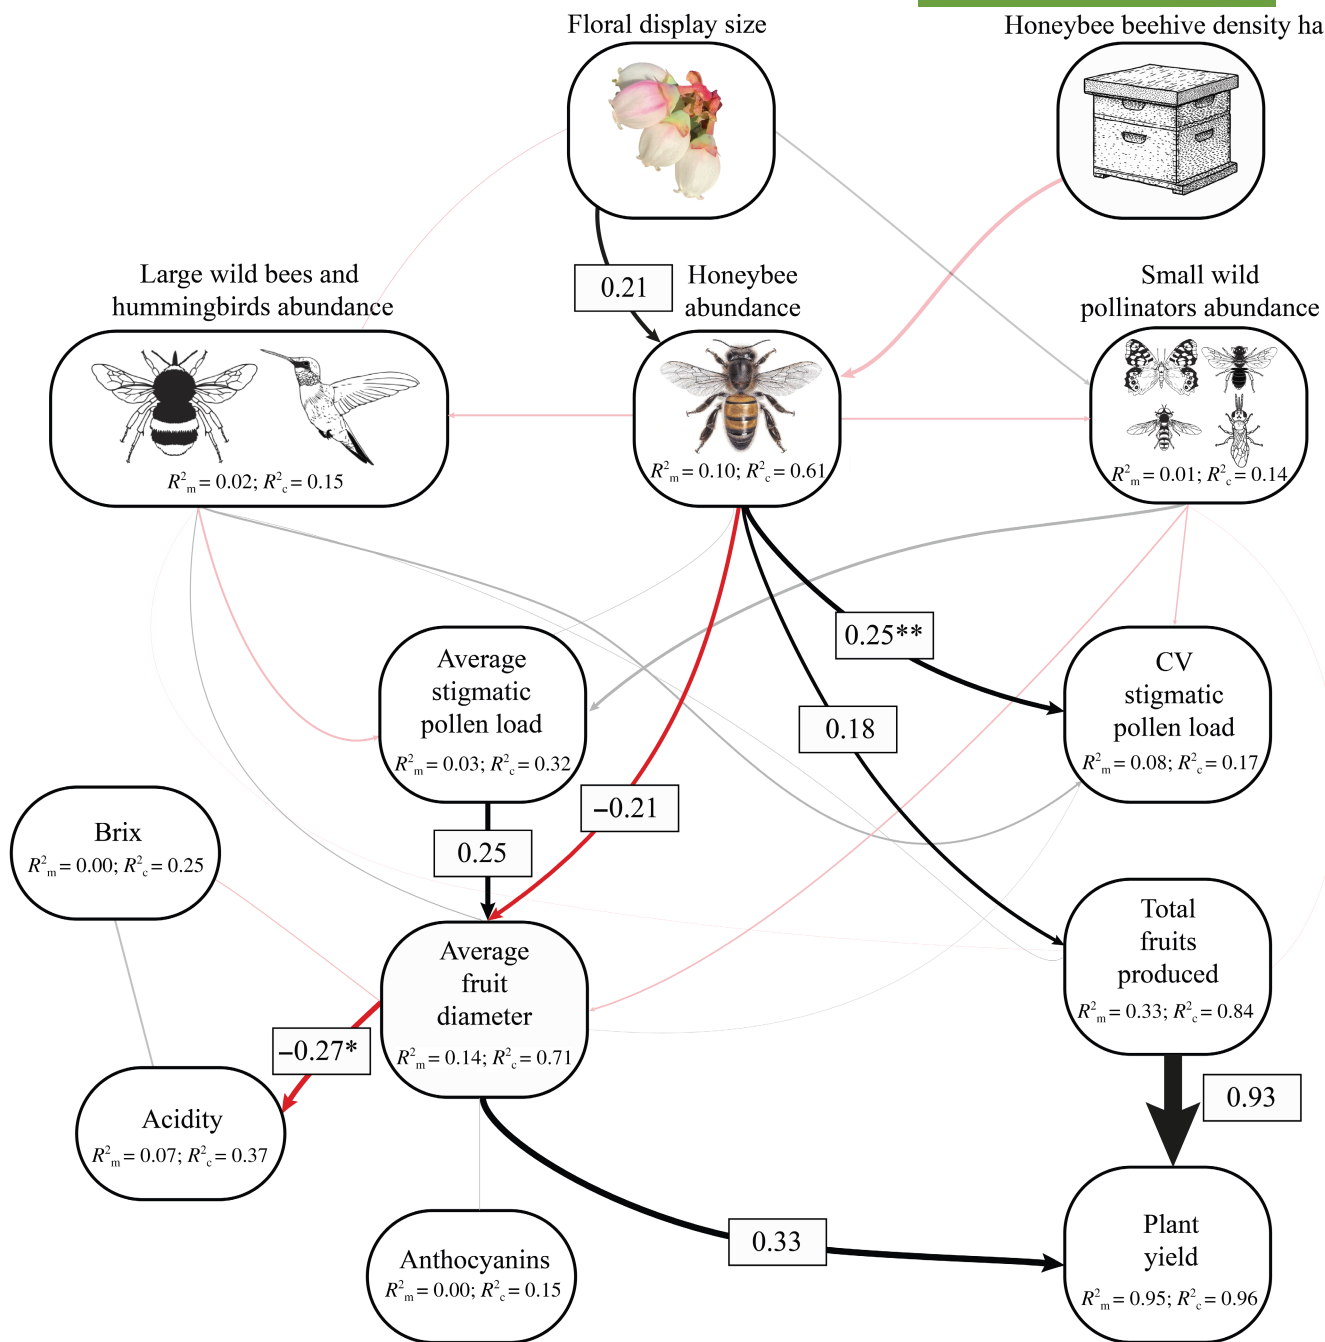 Floral display size
Honeybee beehive density ha
0.21
Large wild bees and
hummingbirds abundance
Honeybee
abundance
Small wild
pollinators abundance
R²m = 0.02; R²c = 0.15
R²m = 0.10; R²c = 0.61
R²m = 0.01; R²c = 0.14
0.25**
Average
stigmatic
pollen load
R²m = 0.03; R²c = 0.32
CV
stigmatic
pollen load
R²m = 0.08; R²c = 0.17
0.18
−0.21
0.25
Brix
R²m = 0.00; R²c = 0.25
Average
fruit
diameter
R²m = 0.14; R²c = 0.71
Total
fruits
produced
R²m = 0.33; R²c = 0.84
−0.27*
0.93
Acidity
R²m = 0.07; R²c = 0.37
0.33
Anthocyanins
R²m = 0.00; R²c = 0.15
Plant
yield
R²m = 0.95; R²c = 0.96